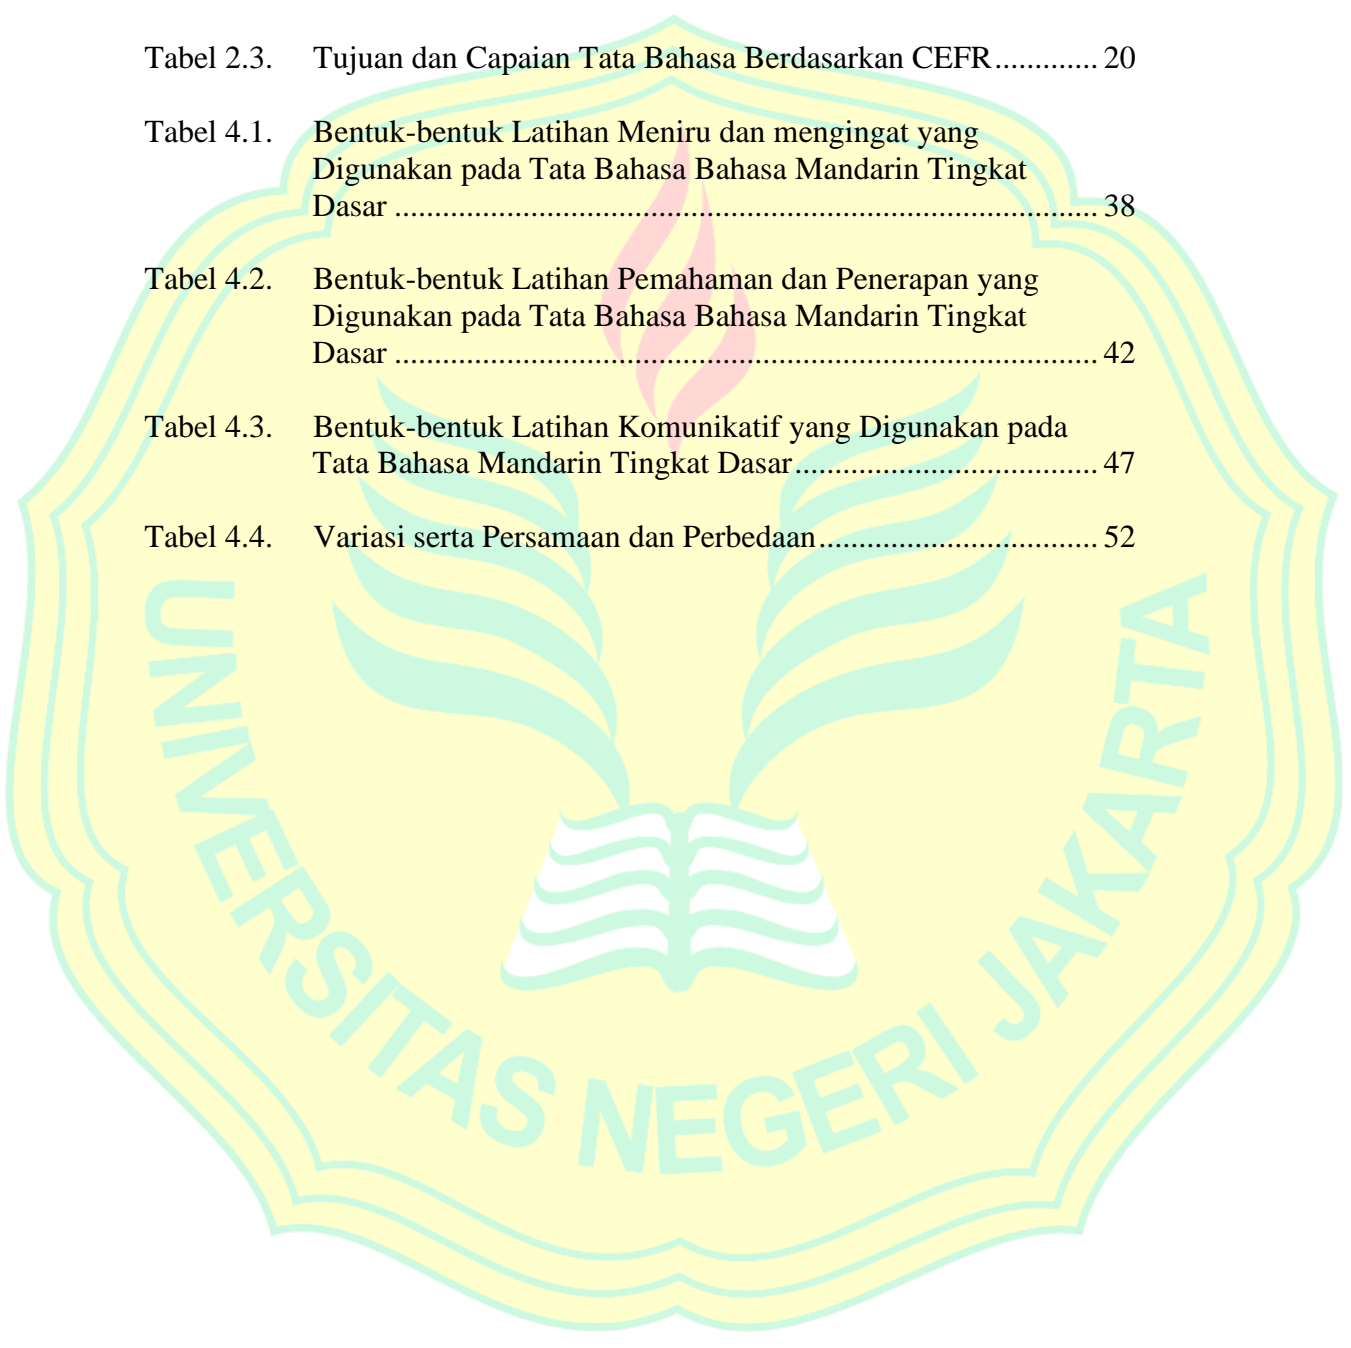 Tabel 2.3. Tujuan dan Capaian Tata Bahasa Berdasarkan CEFR ............. 20
Tabel 4.1. Bentuk-bentuk Latihan Meniru dan mengingat yang
Digunakan pada Tata Bahasa Bahasa Mandarin Tingkat
Dasar ........................................................................................ 38
Tabel 4.2. Bentuk-bentuk Latihan Pemahaman dan Penerapan yang
Digunakan pada Tata Bahasa Bahasa Mandarin Tingkat
Dasar ........................................................................................ 42
Tabel 4.3. Bentuk-bentuk Latihan Komunikatif yang Digunakan pada
Tata Bahasa Mandarin Tingkat Dasar ...................................... 47
Tabel 4.4. Variasi serta Persamaan dan Perbedaan ................................... 52
UNIVERSITAS NEGERI JAKARTA